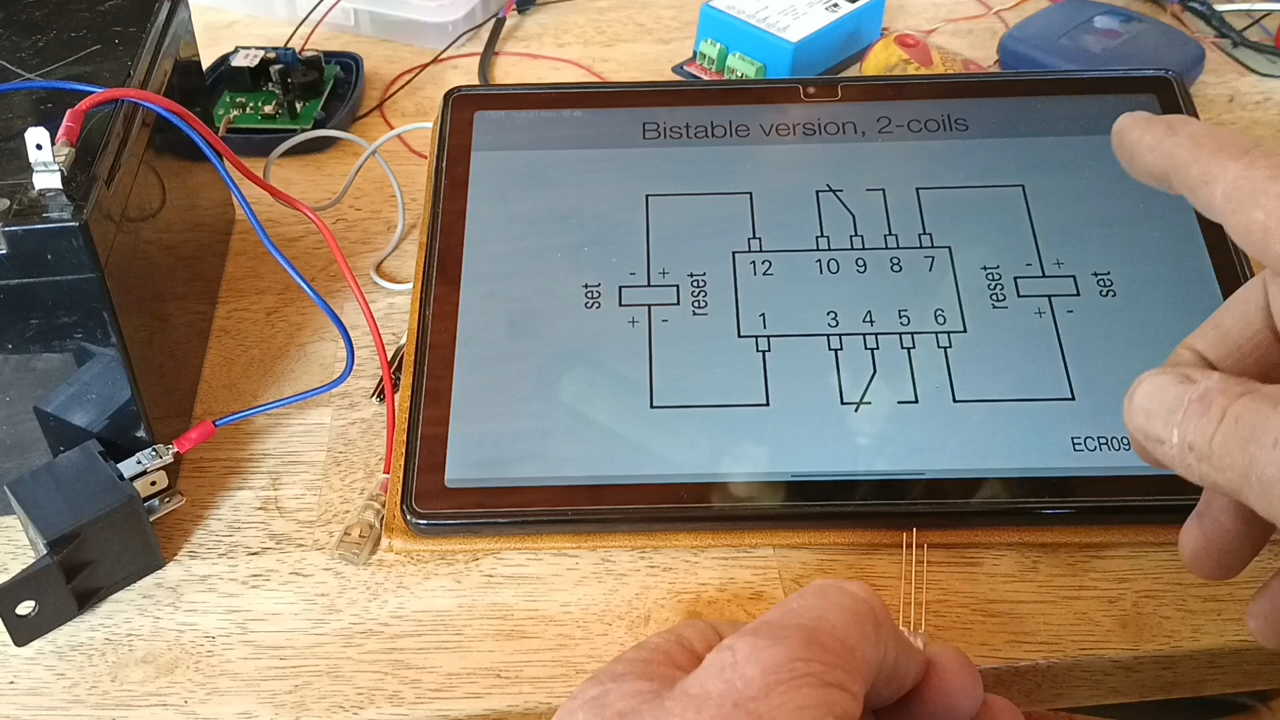 Bistable version, 2-coils
12 10 9 8 7
- + - +
set reset reset set
+ - + -
1 3 4 5 6
ECR09